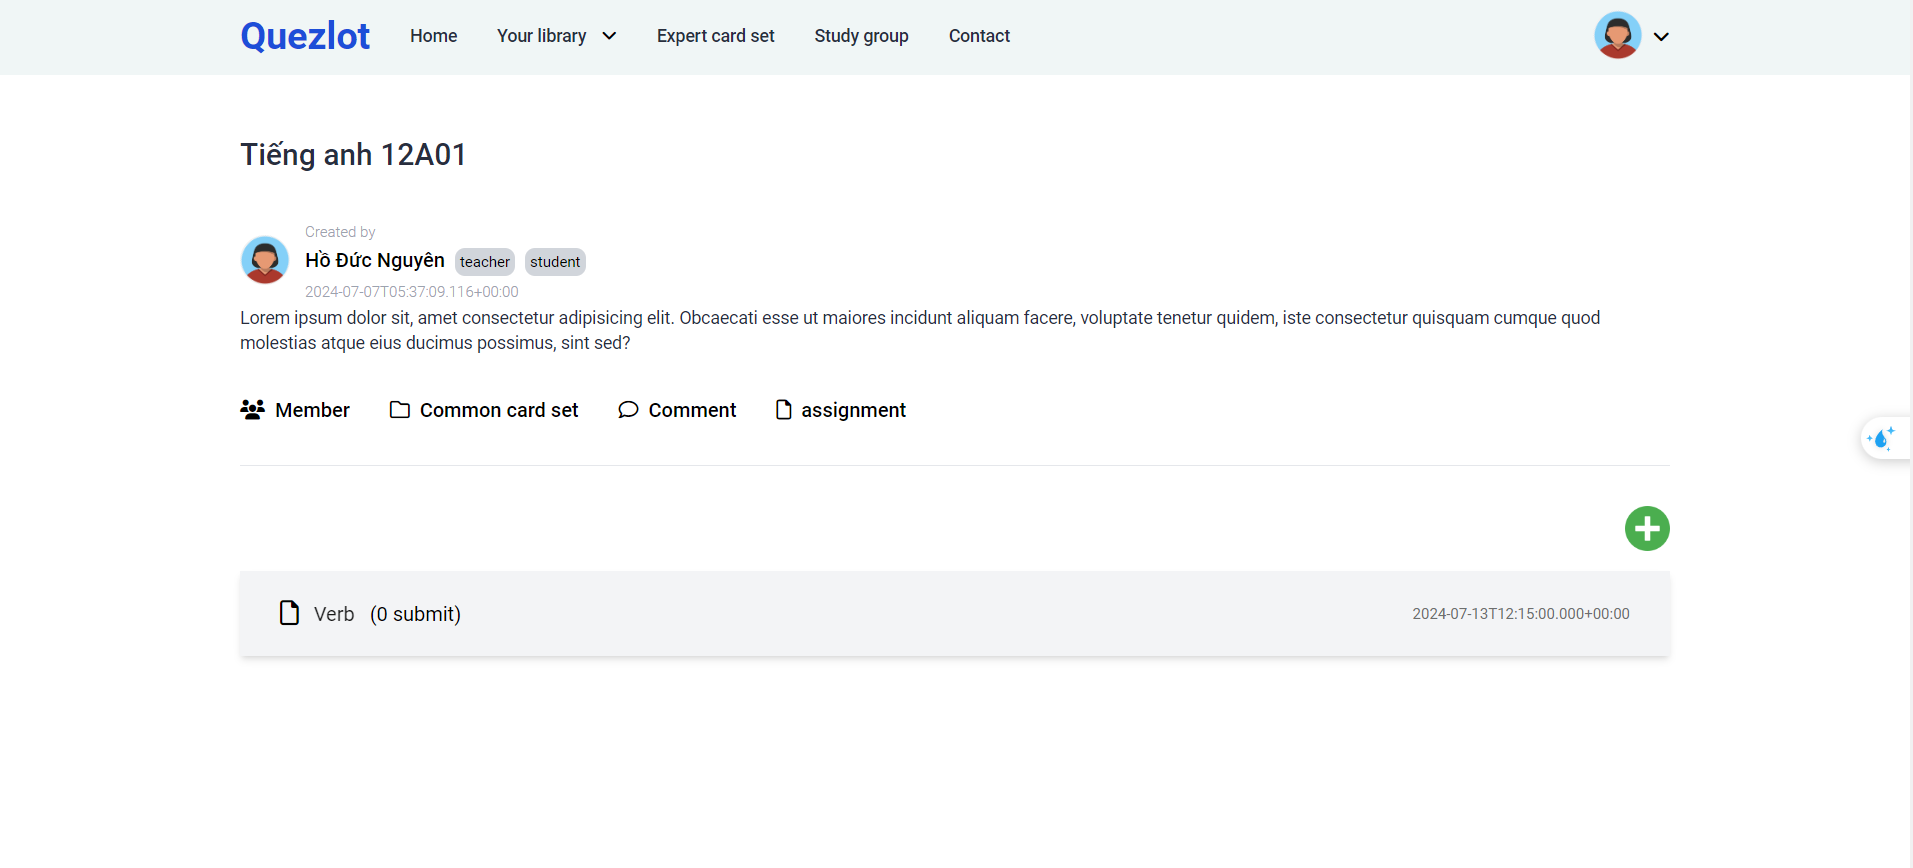 Quezlot Home Your library Expert card set Study group Contact
Tiếng anh 12A01
Created by
Hồ Đức Nguyên teacher student
2024-07-07T05:37:09.116+00:00
Lorem ipsum dolor sit, amet consectetur adipisicing elit. Obcaecati esse ut maiores incidunt aliquam facere, voluptate tenetur quidem, iste consectetur quisquam cumque quod
molestias atque eius ducimus possimus, sint sed?
Member Common card set Comment assignment
Verb (0 submit) 2024-07-13T12:15:00.000+00:00